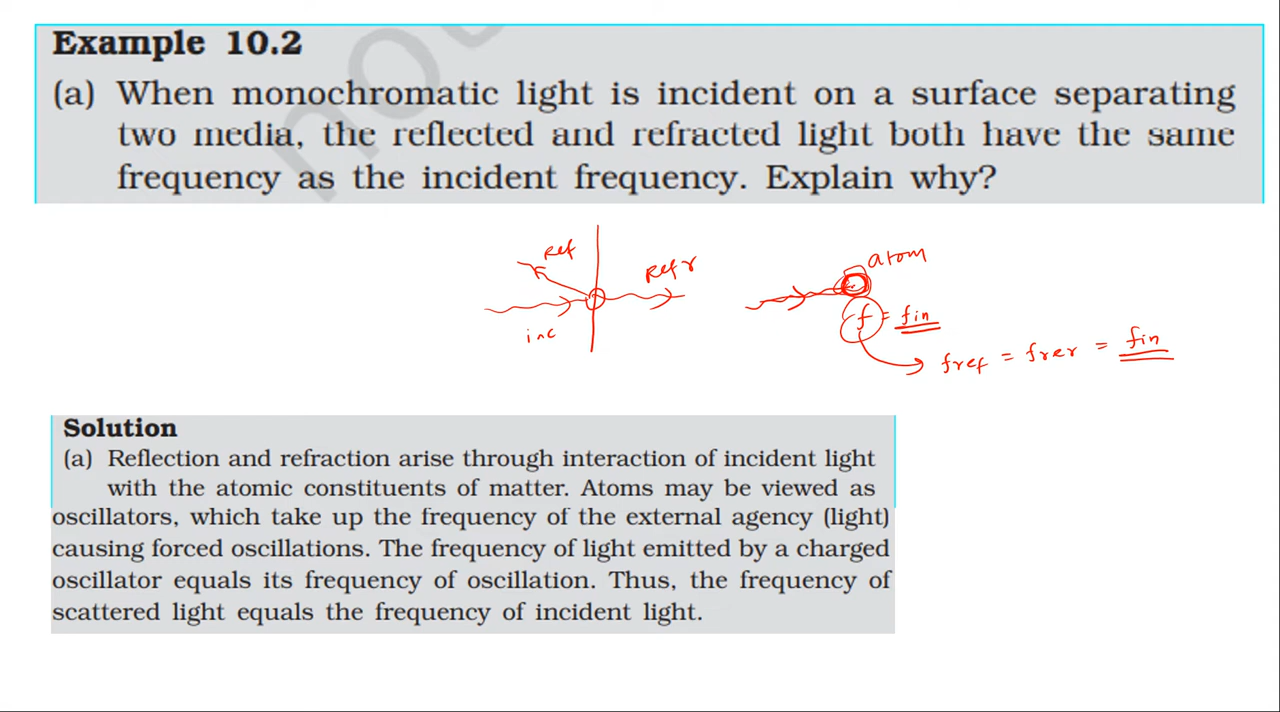 Example 10.2
(a) When monochromatic light is incident on a surface separating
two media, the reflected and refracted light both have the same
frequency as the incident frequency. Explain why?
Ref
Refr
inc
atom
f = fin
fref = frer = fin
Solution
(a) Reflection and refraction arise through interaction of incident light
with the atomic constituents of matter. Atoms may be viewed as
oscillators, which take up the frequency of the external agency (light)
causing forced oscillations. The frequency of light emitted by a charged
oscillator equals its frequency of oscillation. Thus, the frequency of
scattered light equals the frequency of incident light.